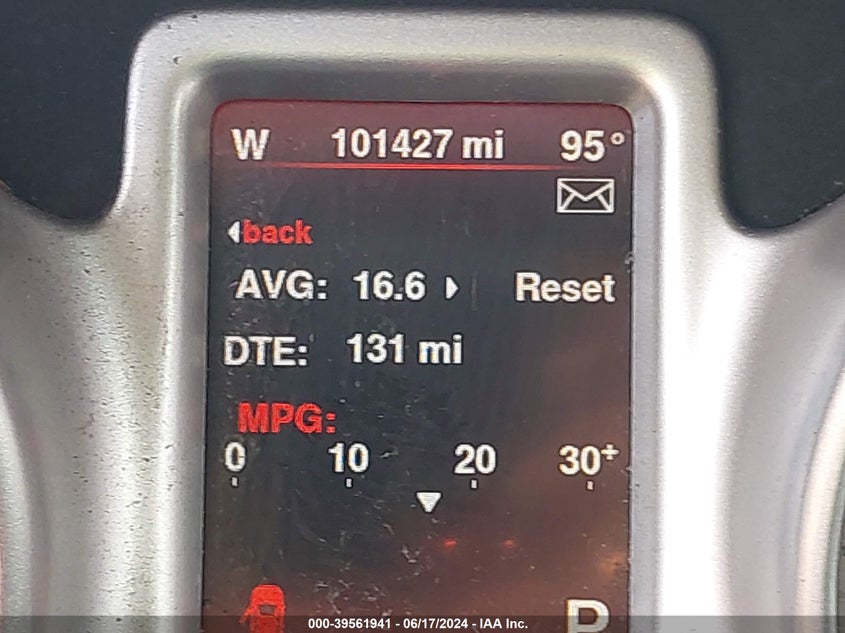 W 101427 mi 95°
back
AVG: 16.6 Reset
DTE: 131 mi
MPG:
0 10 20 30+
P
000-39561941 - 06/17/2024 - IAA Inc.